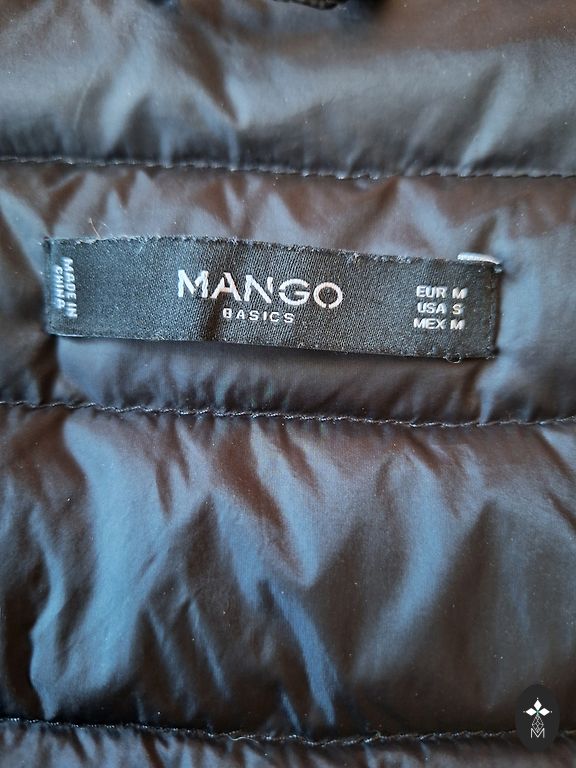 MADE IN
CHINA
MANGO
BASICS
EUR M
USA S
MEX M